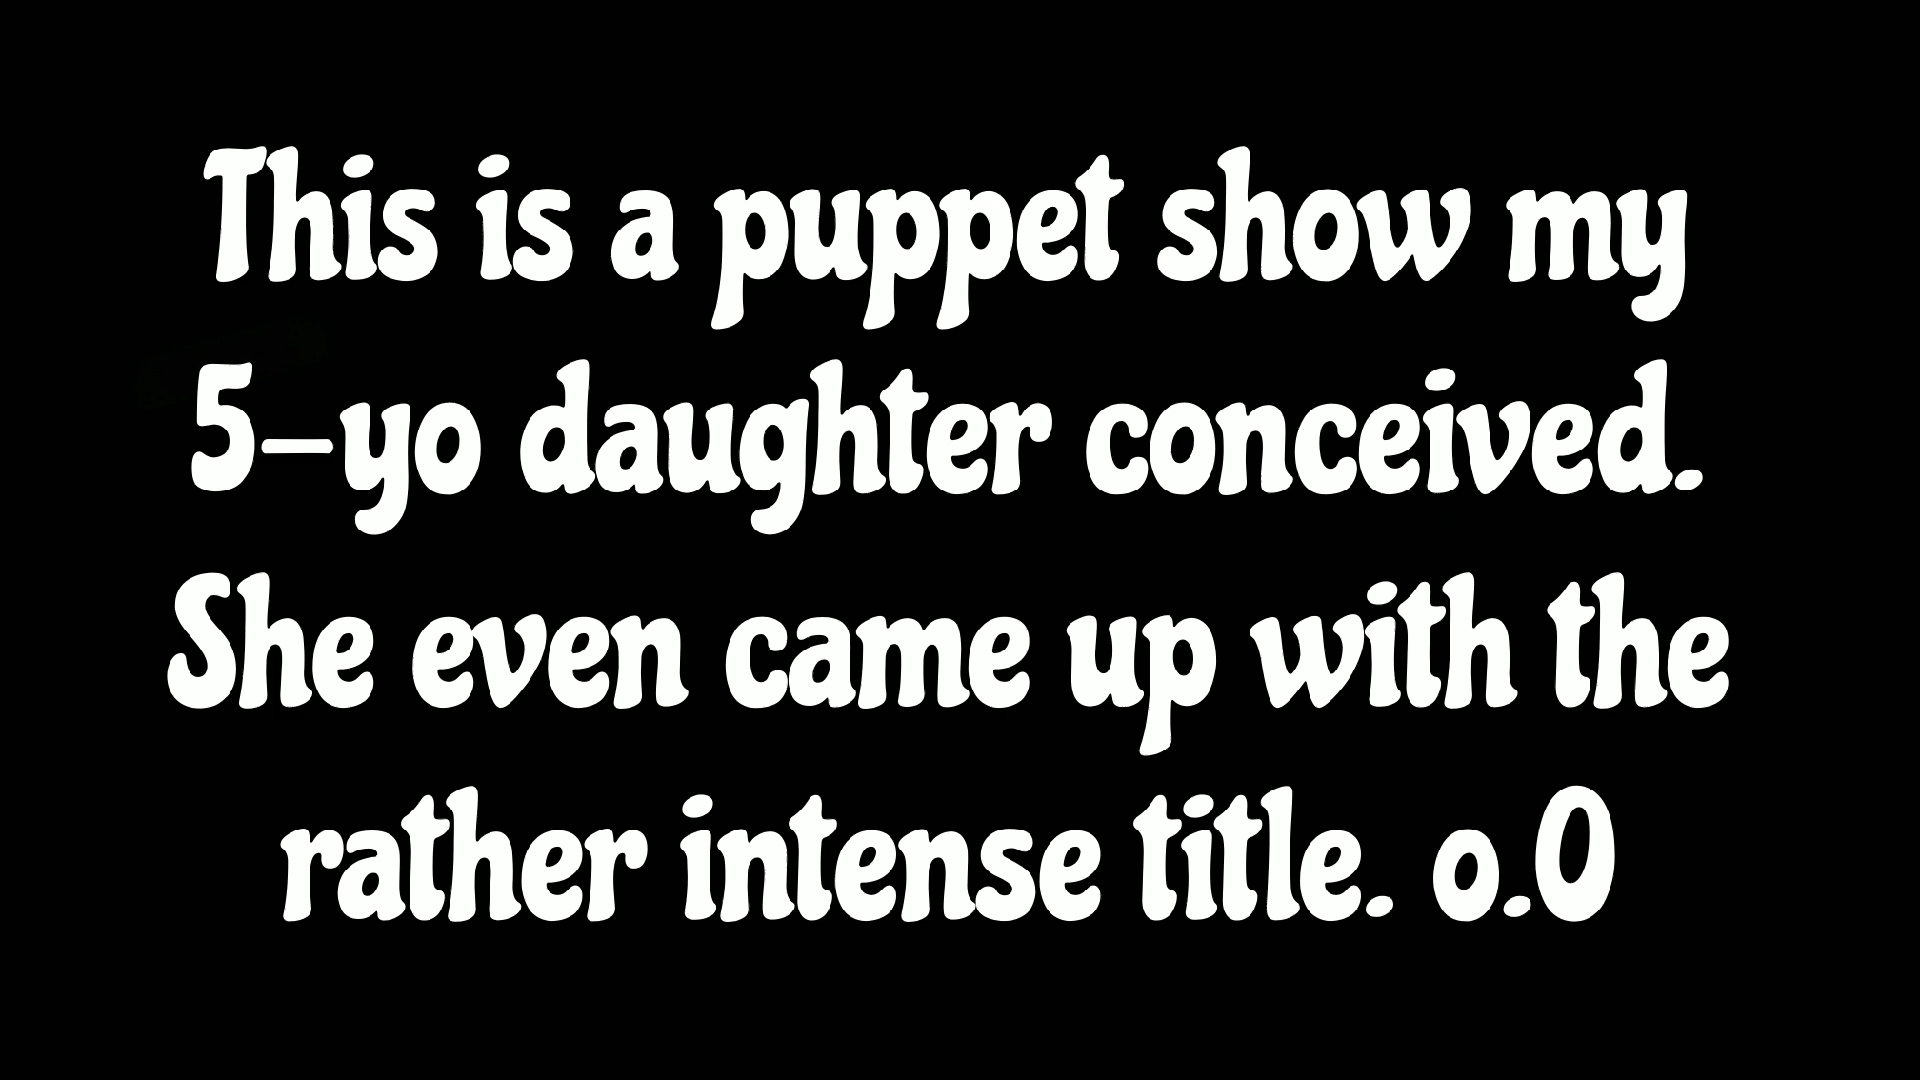 This is a puppet show my
5-yo daughter conceived.
She even came up with the
rather intense title. o.O